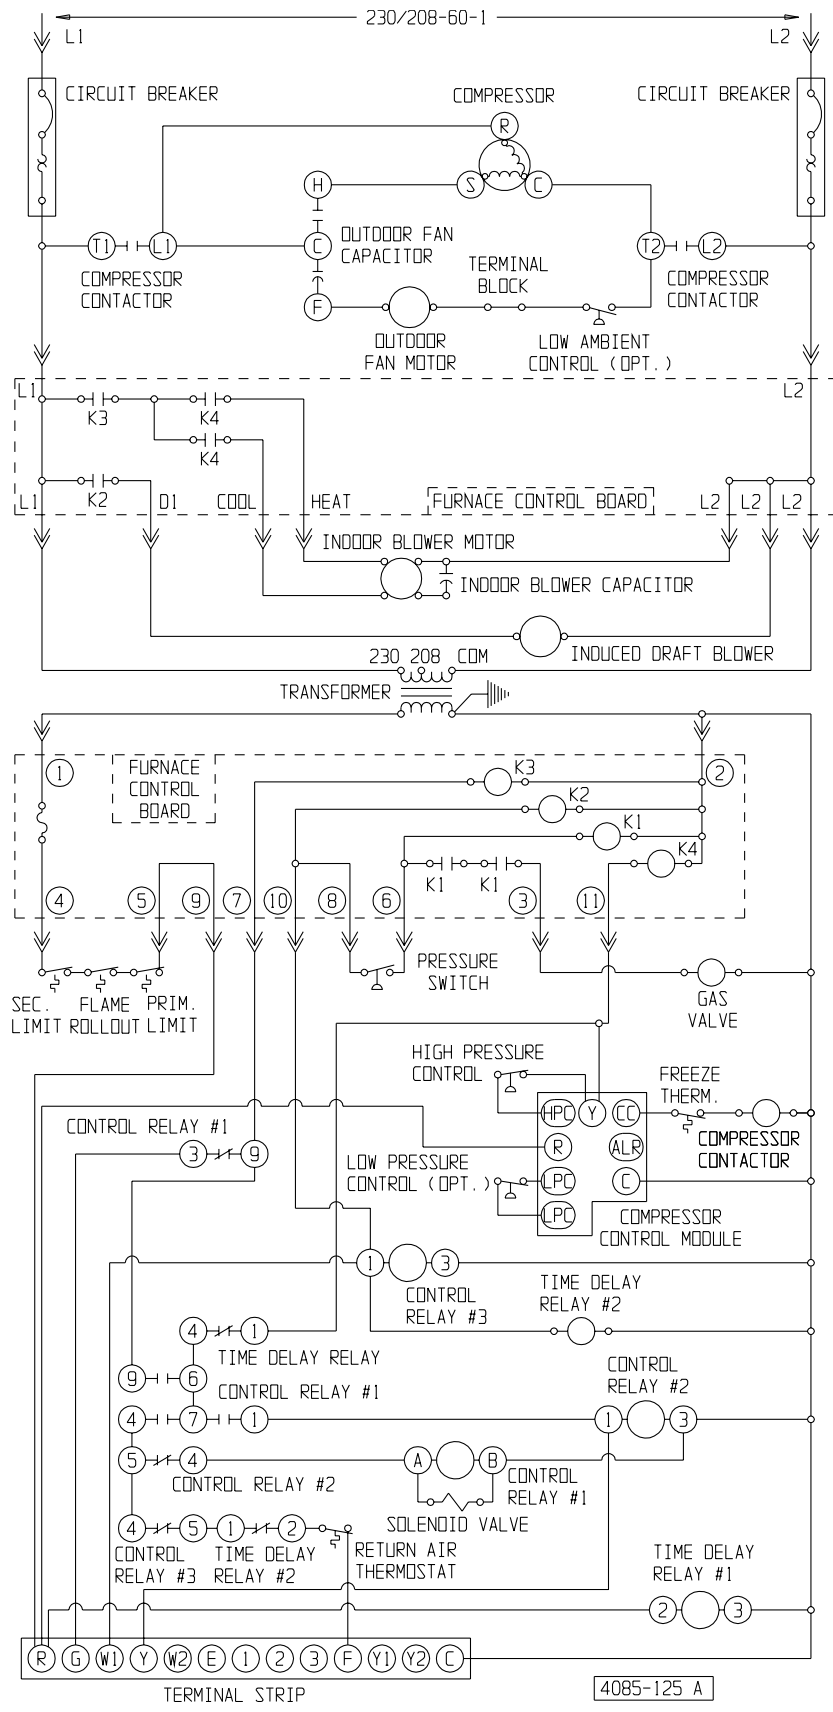 230/208-60-1
L1
L2
CIRCUIT BREAKER
COMPRESSOR
CIRCUIT BREAKER
R
H
S
C
T1
L1
C
OUTDOOR FAN
CAPACITOR
T2
L2
COMPRESSOR
CONTACTOR
TERMINAL
BLOCK
COMPRESSOR
CONTACTOR
F
OUTDOOR
FAN MOTOR
LOW AMBIENT
CONTROL (OPT.)
L1
L2
K3
K4
K4
L1
K2
D1
COOL
HEAT
FURNACE CONTROL BOARD
L2
L2
L2
INDOOR BLOWER MOTOR
INDOOR BLOWER CAPACITOR
INDUCED DRAFT BLOWER
230 208 COM
TRANSFORMER
1
FURNACE
CONTROL
BOARD
K3
2
K2
K1
K4
K1
K1
4
5
9
7
10
8
6
3
11
PRESSURE
SWITCH
SEC.
LIMIT
FLAME
ROLLOUT
PRIM.
LIMIT
GAS
VALVE
HIGH PRESSURE
CONTROL
FREEZE
THERM.
HPC
Y
CC
CONTROL RELAY #1
3
9
R
ALR
COMPRESSOR
CONTACTOR
LOW PRESSURE
CONTROL (OPT.)
LPC
C
LPC
COMPRESSOR
CONTROL MODULE
1
3
CONTROL
RELAY #3
TIME DELAY
RELAY #2
4
1
TIME DELAY RELAY
9
6
CONTROL RELAY #1
CONTROL
RELAY #2
4
7
1
1
3
5
4
A
B
CONTROL RELAY #2
CONTROL
RELAY #1
SOLENOID VALVE
4
5
1
2
CONTROL
RELAY #3
TIME DELAY
RELAY #2
RETURN AIR
THERMOSTAT
TIME DELAY
RELAY #1
2
3
R
G
W1
Y
W2
E
1
2
3
F
Y1
Y2
C
TERMINAL STRIP
4085-125 A